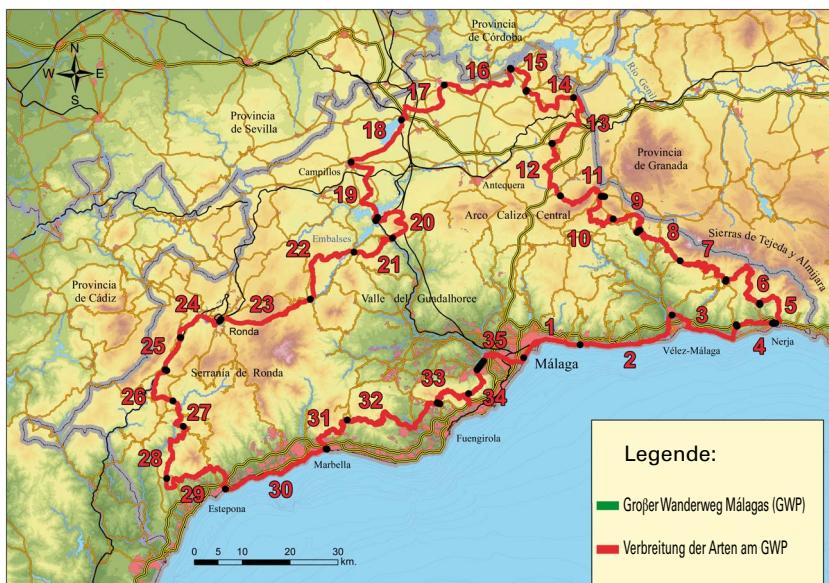 Provincia
de Córdoba
N
W E
S
Río Genil
15
16
14
17
Provincia
de Sevilla
18
13
Provincia
de Granada
12
Campillos
11
Antequera
19
9
Arco Calizo Central
20
10
Sierras de Tejeda y Almijara
22
Embalses
21
8
7
Provincia
de Cádiz
Valle del Guadalhorce
6
24
23
5
Ronda
1
3
4
Nerja
25
35
Málaga
2
Vélez-Málaga
Serranía de Ronda
26
33
34
27
31
32
Fuengirola
28
Marbella
29
30
Estepona
0 5 10 20 30
km.
Legende:
Großer Wanderweg Málagas (GWP)
Verbreitung der Arten am GWP